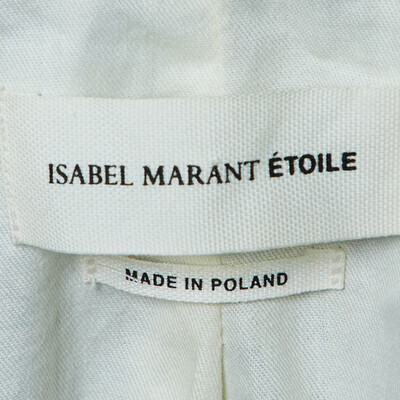 ISABEL MARANT ÉTOILE
MADE IN POLAND